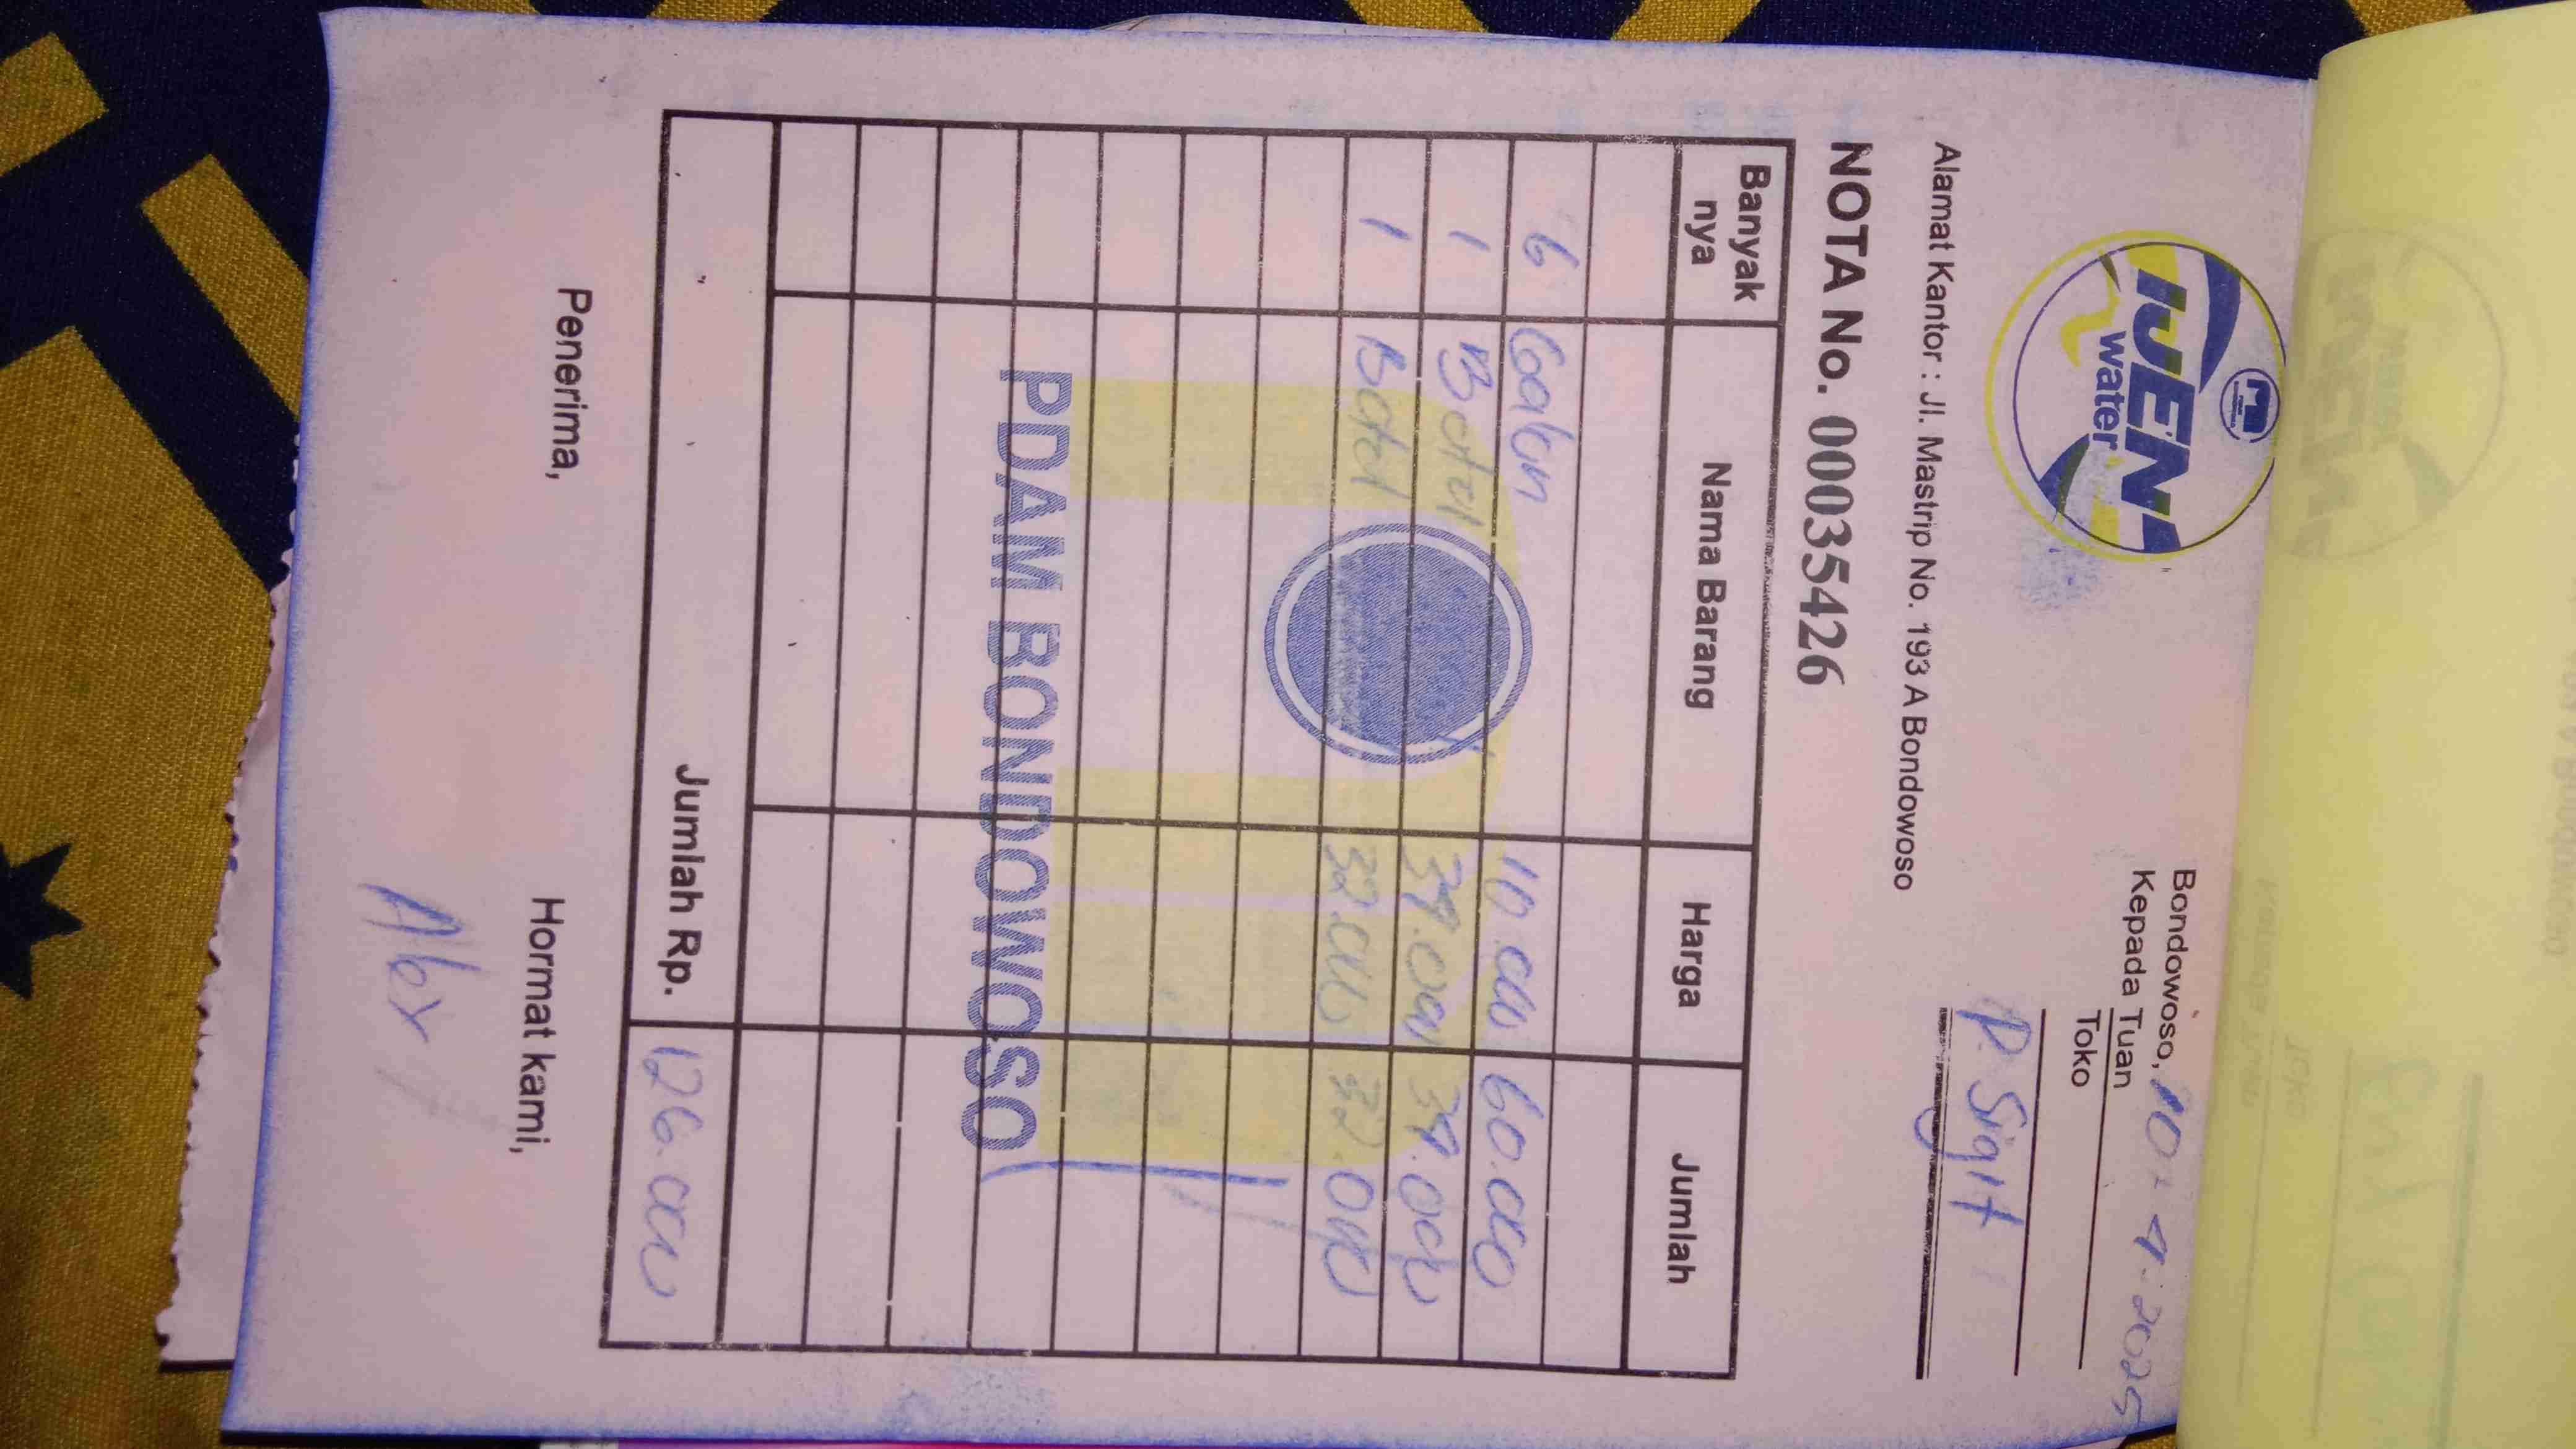 IJEN
water
Bondowoso, 10 - 4 - 2025
Kepada Tuan
Toko
P. Sigit
Alamat Kantor : Jl. Mastrip No. 193 A Bondowoso
NOTA No. 00035426
Banyak nya Nama Barang Harga Jumlah
6 Galon 10.000 60.000
1 Botol 34.000 34.000
1 Botol 32.000 32.000
PDAM BONDOWOSO
Jumlah Rp. 126.000
Penerima, Hormat kami,